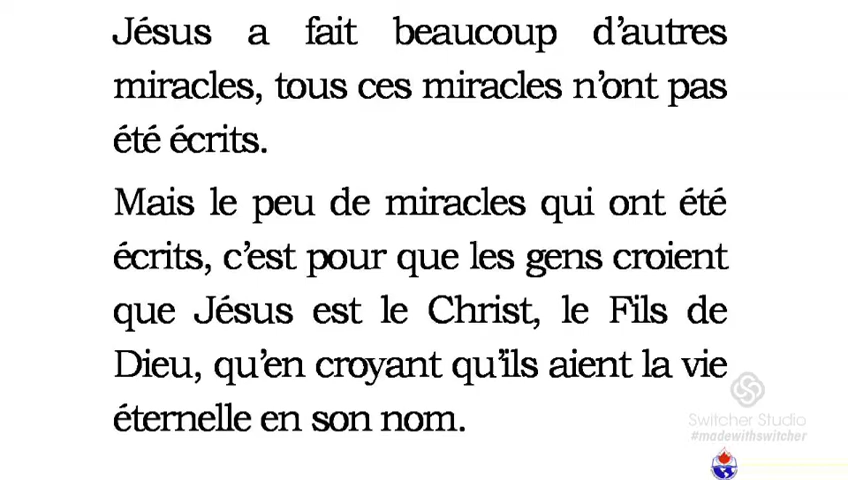 Jésus a fait beaucoup d’autres
miracles, tous ces miracles n’ont pas
été écrits.
Mais le peu de miracles qui ont été
écrits, c’est pour que les gens croient
que Jésus est le Christ, le Fils de
Dieu, qu’en croyant qu’ils aient la vie
éternelle en son nom.
Switcher Studio
#madewithswitcher